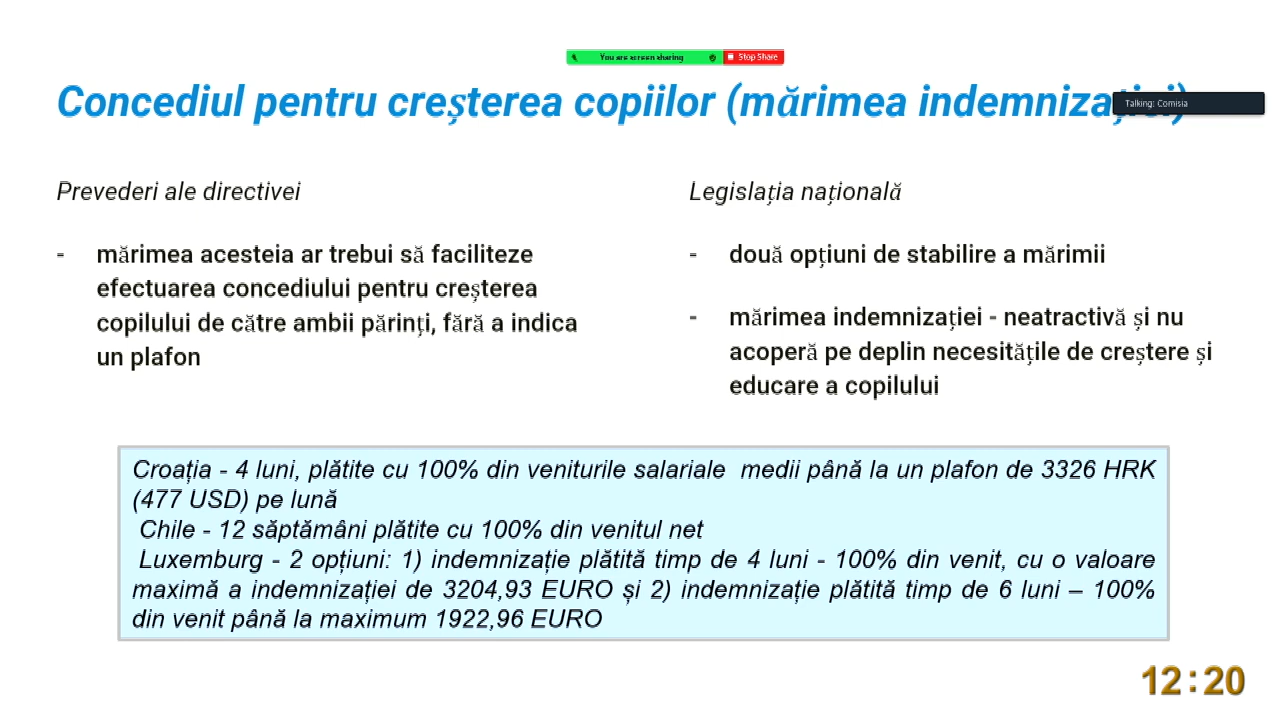 You are screen sharing
Stop Share
Concediul pentru creșterea copiilor (mărimea indemnizației)
Talking: Comisia
Prevederi ale directivei
- mărimea acesteia ar trebui să faciliteze
efectuarea concediului pentru creșterea
copilului de către ambii părinți, fără a indica
un plafon
Legislația națională
- două opțiuni de stabilire a mărimii
- mărimea indemnizației - neatractivă și nu
acoperă pe deplin necesitățile de creștere și
educare a copilului
Croația - 4 luni, plătite cu 100% din veniturile salariale medii până la un plafon de 3326 HRK
(477 USD) pe lună
Chile - 12 săptămâni plătite cu 100% din venitul net
Luxemburg - 2 opțiuni: 1) indemnizație plătită timp de 4 luni - 100% din venit, cu o valoare
maximă a indemnizației de 3204,93 EURO și 2) indemnizație plătită timp de 6 luni – 100%
din venit până la maximum 1922,96 EURO
12:20